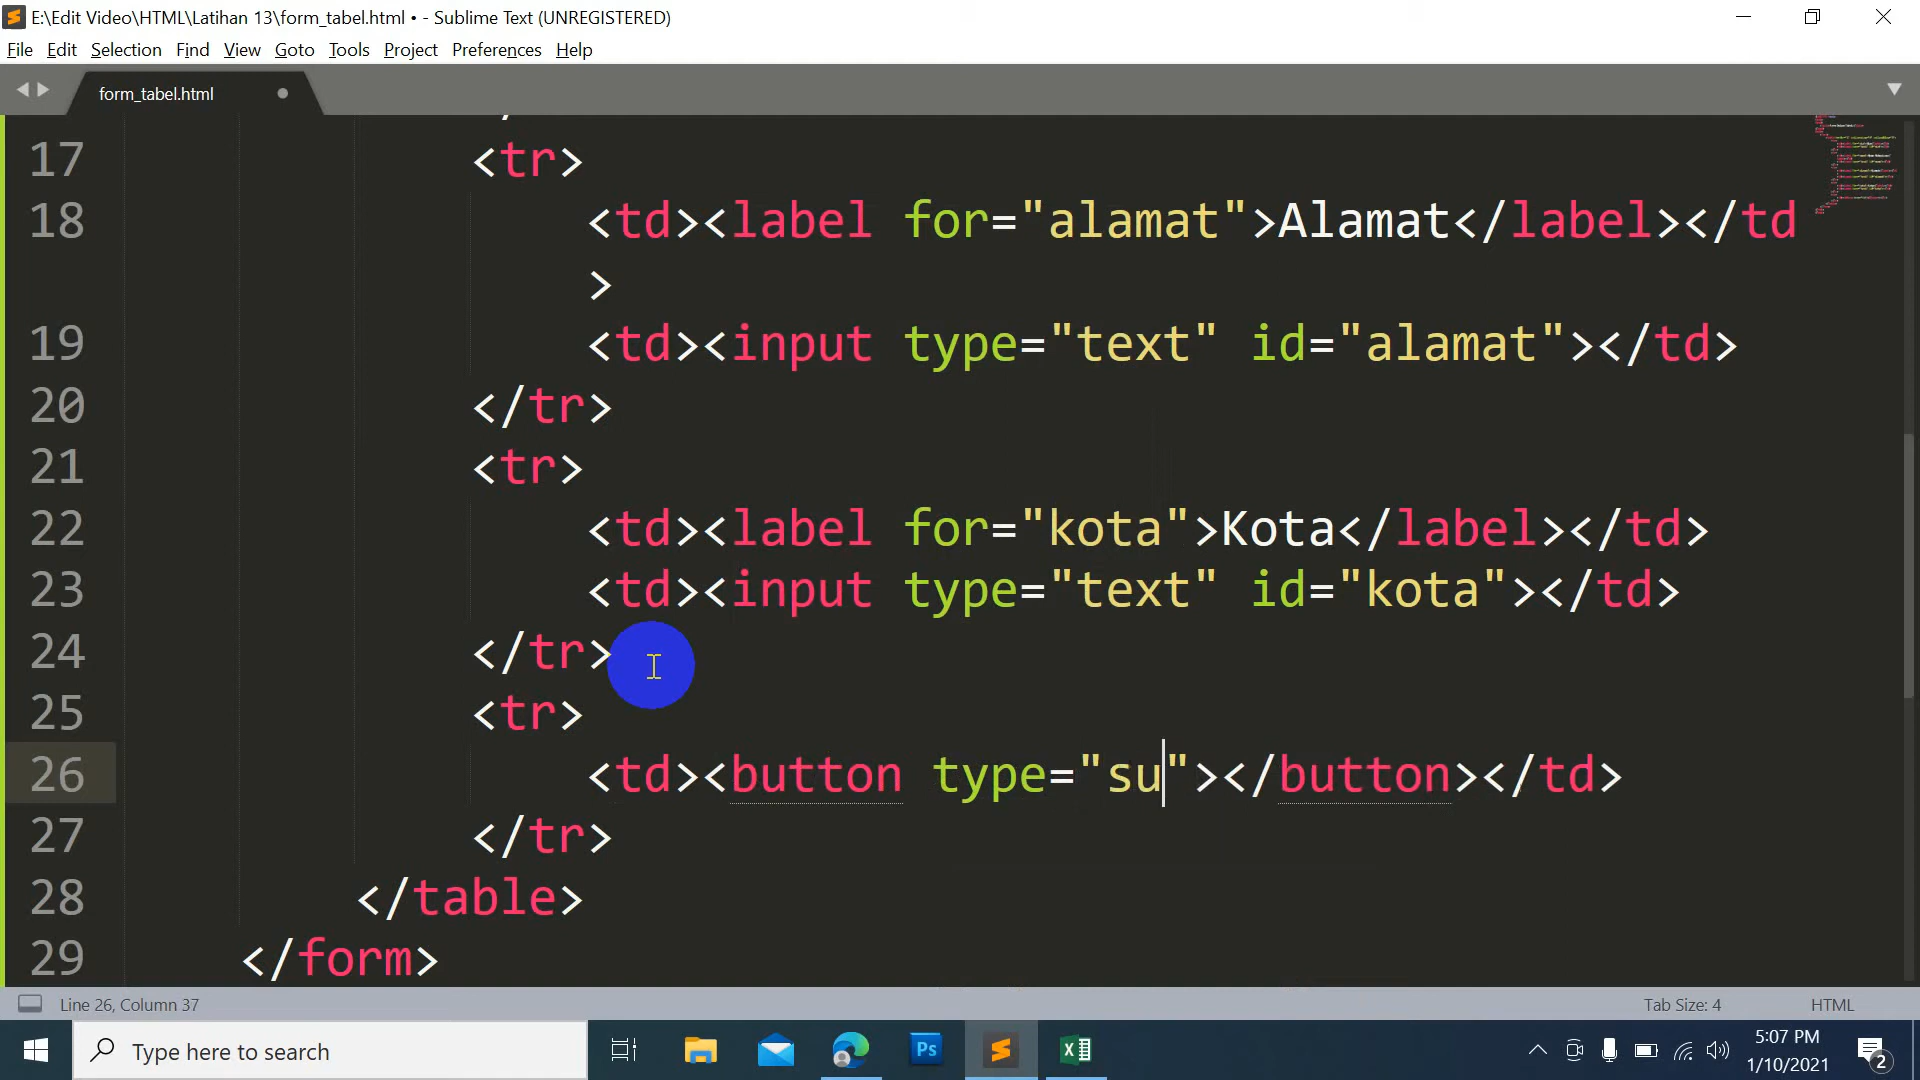 E:\Edit Video\HTML\Latihan 13\form_tabel.html • - Sublime Text (UNREGISTERED)
File Edit Selection Find View Goto Tools Project Preferences Help
form_tabel.html
17 <tr>
18 <td><label for="alamat">Alamat</label></td
>
19 <td><input type="text" id="alamat"></td>
20 </tr>
21 <tr>
22 <td><label for="kota">Kota</label></td>
23 <td><input type="text" id="kota"></td>
24 </tr>
25 <tr>
26 <td><button type="su"></button></td>
27 </tr>
28 </table>
29 </form>
Line 26, Column 37 Tab Size: 4 HTML
Type here to search
Ps
5:07 PM
1/10/2021
2